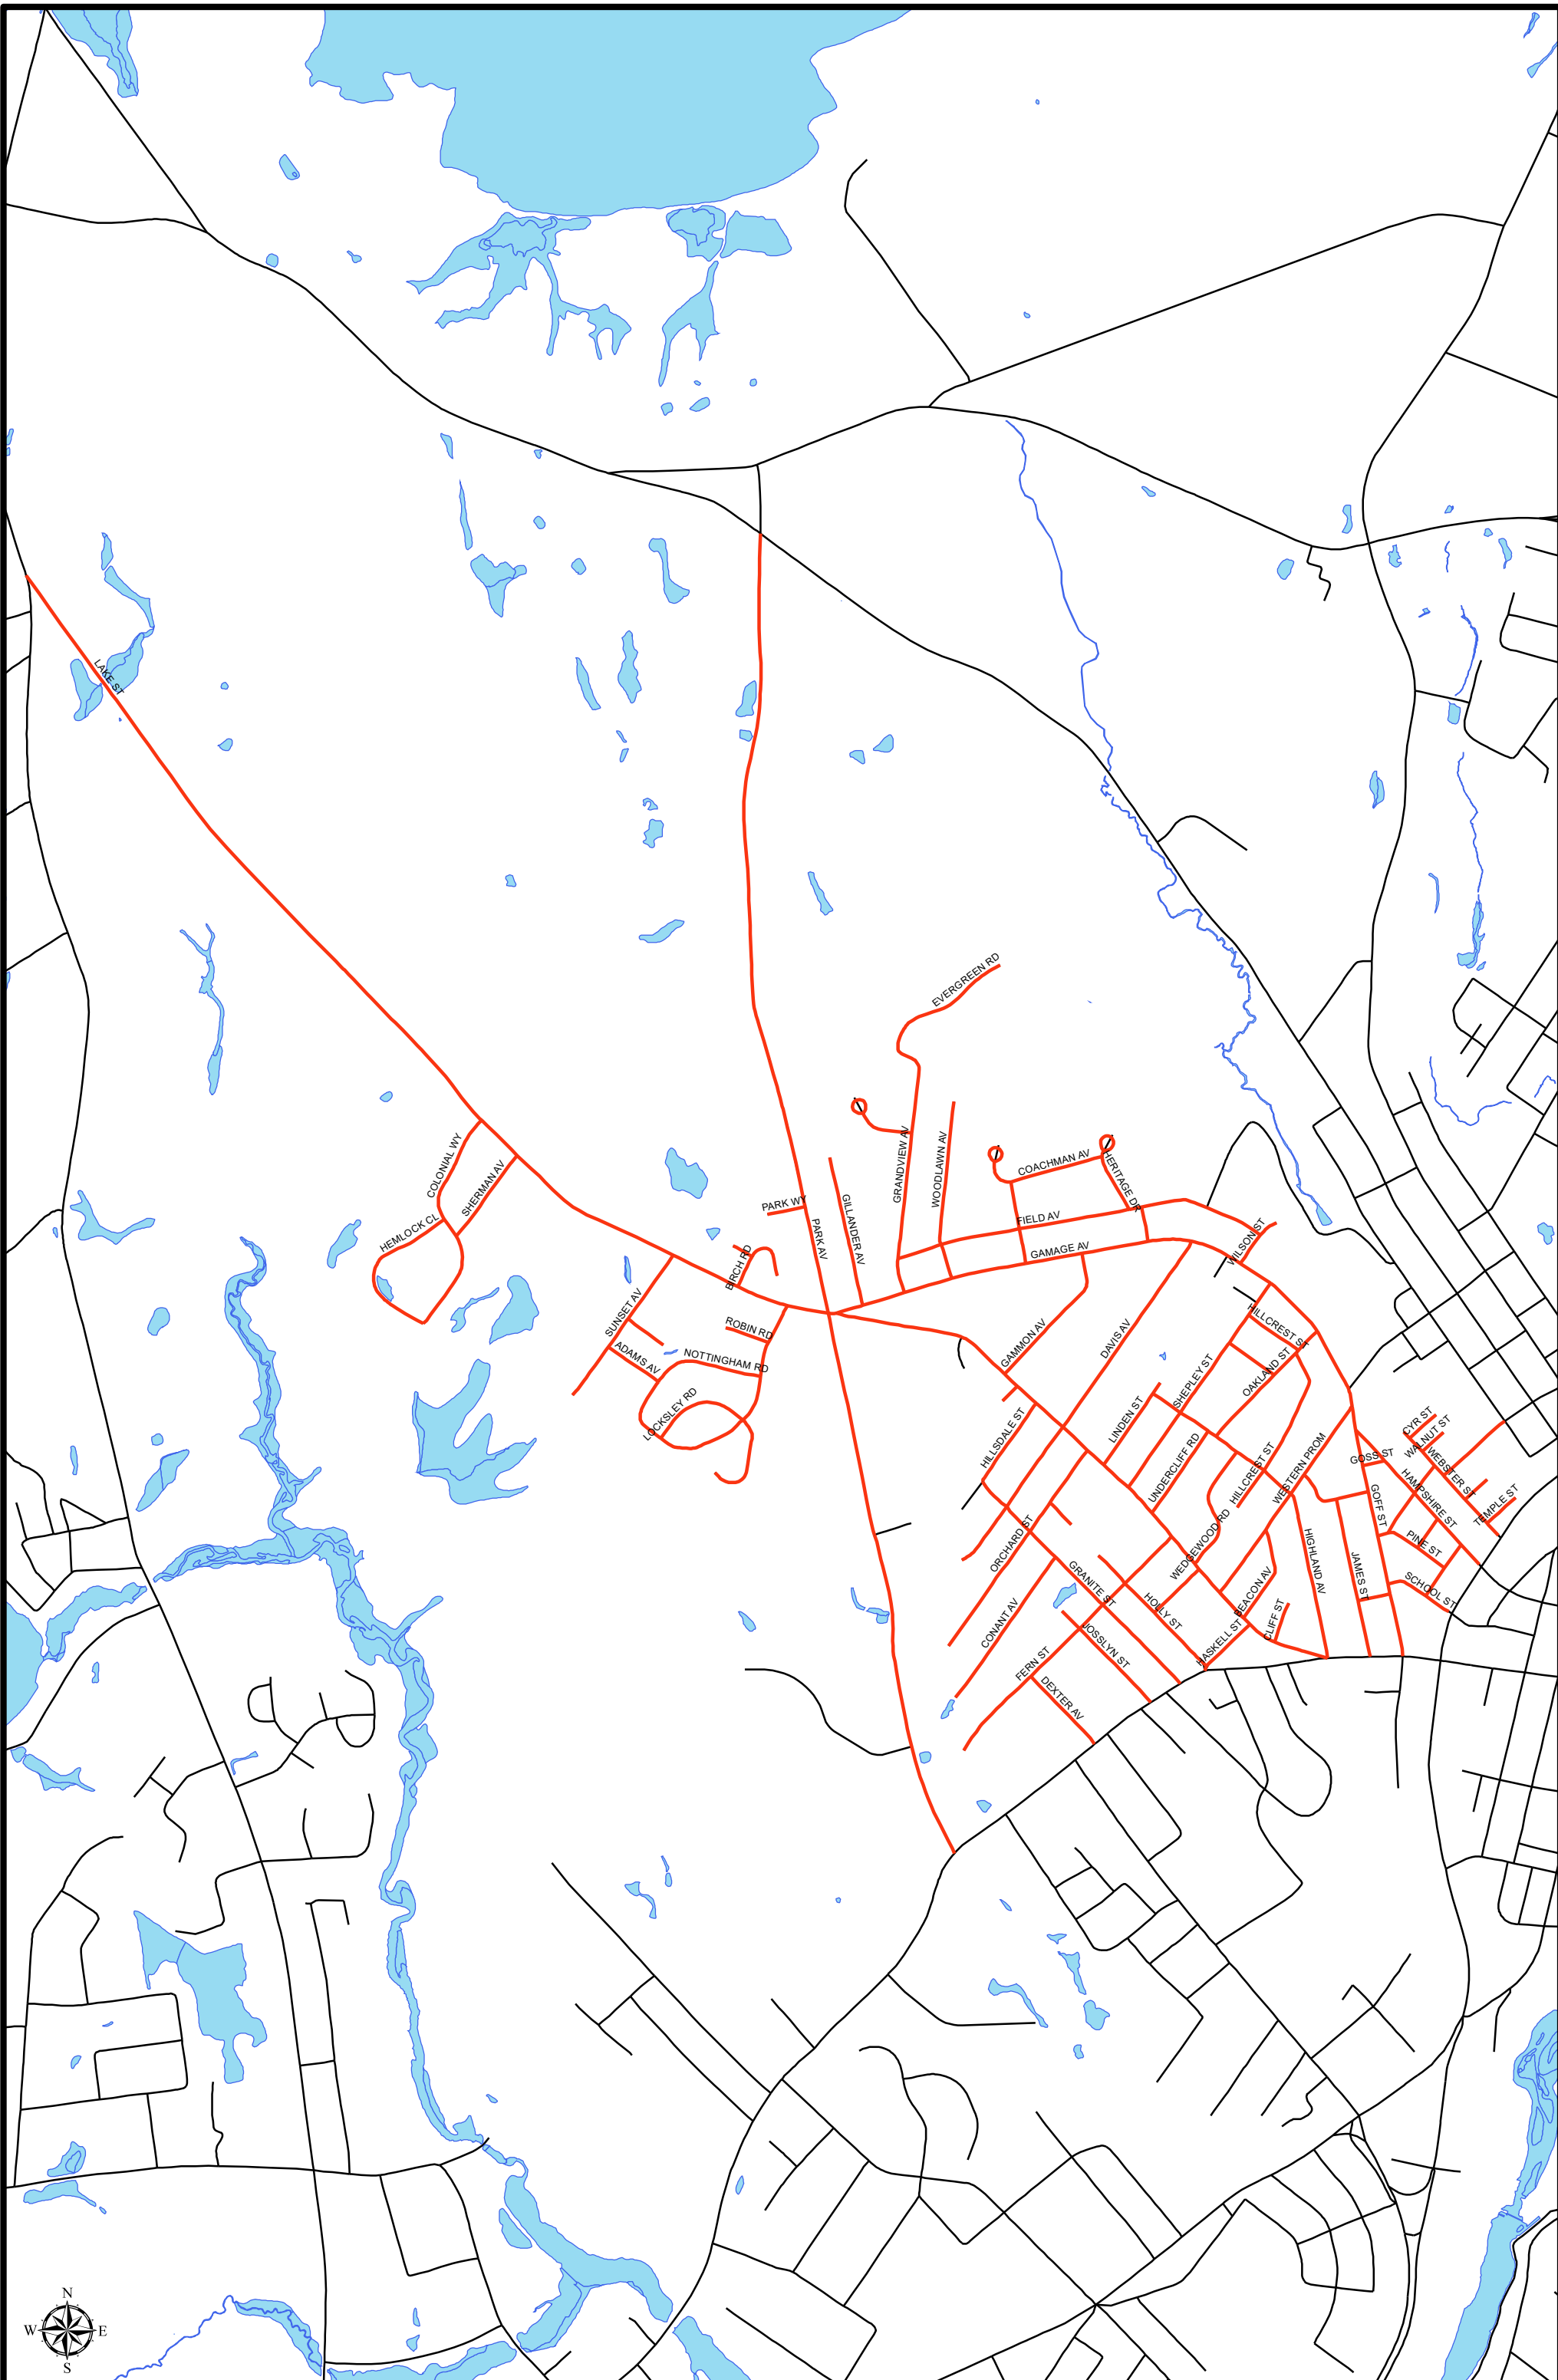 LAKE ST
EVERGREEN RD
COLONIAL WY
SHERMAN AV
HEMLOCK CL
PARK WY
PARK AV
GILLANDER AV
GRANDVIEW AV
WOODLAWN AV
COACHMAN AV
HERITAGE DR
FIELD AV
GAMAGE AV
WILSON ST
BIRCH RD
SUNSET AV
ROBIN RD
ADAMS AV
NOTTINGHAM RD
LOCKSLEY RD
GAMMON AV
DAVIS AV
HILLCREST ST
SHEPLEY ST
OAKLAND ST
LINDEN ST
HILLSDALE ST
UNDERCLIFF RD
HILLCREST ST
WESTERN PROM
GOSS ST
CYR ST
WALNUT ST
WEBSTER ST
HAMPSHIRE ST
TEMPLE ST
GOFF ST
PINE ST
SCHOOL ST
ORCHARD ST
WEDGEWOOD RD
HIGHLAND AV
JAMES ST
GRANITE ST
HOLLY ST
BEACON AV
CLIFF ST
HASKELL ST
CONANT AV
JOSSLYN ST
FERN ST
DEXTER AV
N
W E
S